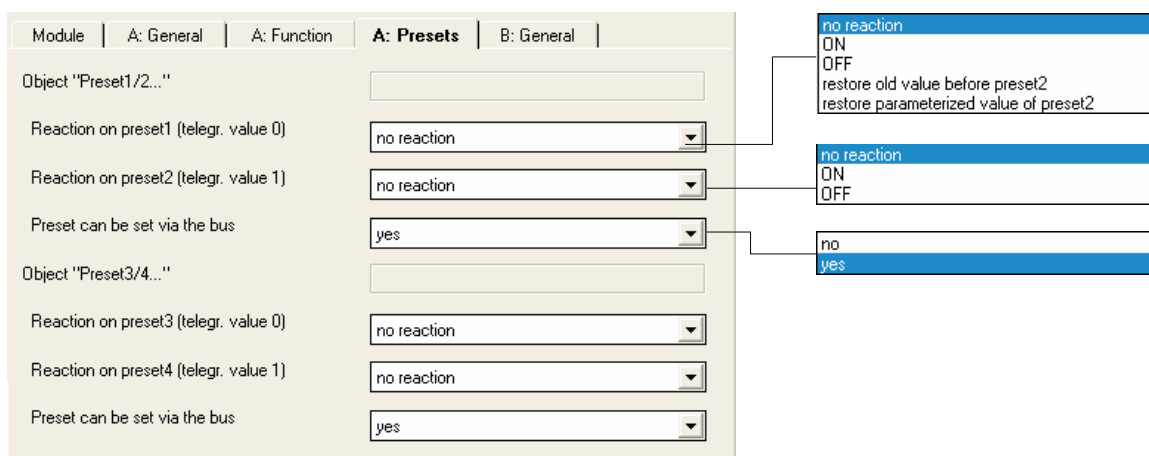 Module
A: General
A: Function
A: Presets
B: General
Object "Preset1/2..."
Reaction on preset1 (telegr. value 0)
no reaction
Reaction on preset2 (telegr. value 1)
no reaction
Preset can be set via the bus
yes
Object "Preset3/4..."
Reaction on preset3 (telegr. value 0)
no reaction
Reaction on preset4 (telegr. value 1)
no reaction
Preset can be set via the bus
yes
no reaction
ON
OFF
restore old value before preset2
restore parameterized value of preset2
no reaction
ON
OFF
no
yes